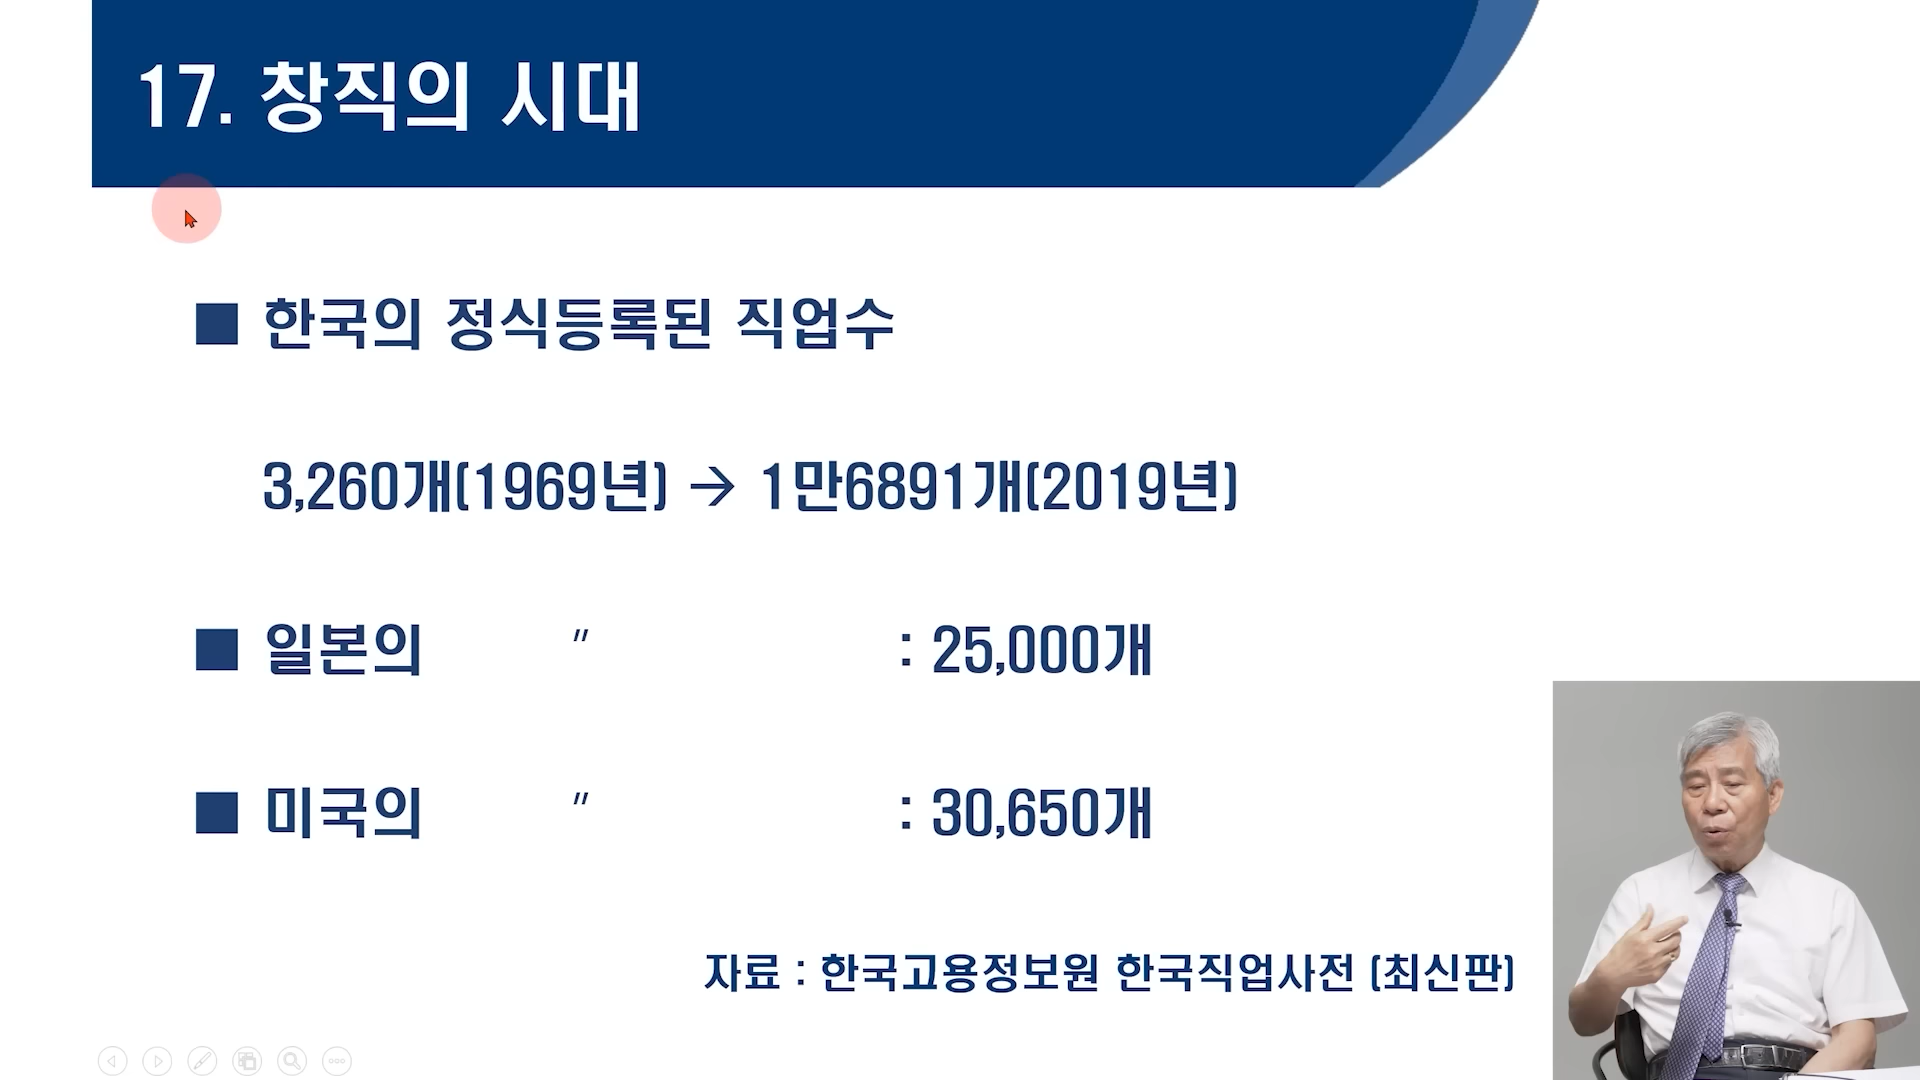 17. 창직의 시대
■ 한국의 정식등록된 직업수
3,260개(1969년) → 1만6891개(2019년)
■ 일본의 〃 : 25,000개
■ 미국의 〃 : 30,650개
자료 : 한국고용정보원 한국직업사전 (최신판)